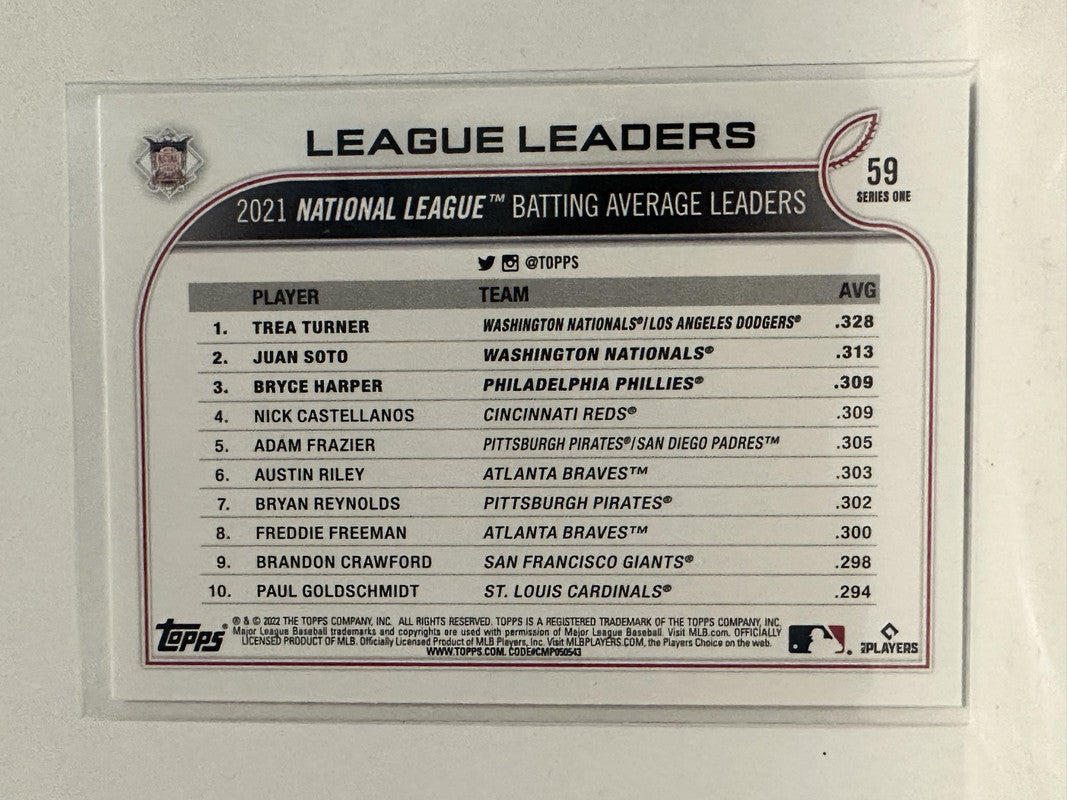 LEAGUE LEADERS
59
SERIES ONE
2021 NATIONAL LEAGUE™ BATTING AVERAGE LEADERS
@TOPPS
PLAYER TEAM AVG
1. TREA TURNER WASHINGTON NATIONALS®/LOS ANGELES DODGERS® .328
2. JUAN SOTO WASHINGTON NATIONALS® .313
3. BRYCE HARPER PHILADELPHIA PHILLIES® .309
4. NICK CASTELLANOS CINCINNATI REDS® .309
5. ADAM FRAZIER PITTSBURGH PIRATES®/SAN DIEGO PADRES™ .305
6. AUSTIN RILEY ATLANTA BRAVES™ .303
7. BRYAN REYNOLDS PITTSBURGH PIRATES® .302
8. FREDDIE FREEMAN ATLANTA BRAVES™ .300
9. BRANDON CRAWFORD SAN FRANCISCO GIANTS® .298
10. PAUL GOLDSCHMIDT ST. LOUIS CARDINALS® .294
Topps®
® & © 2022 THE TOPPS COMPANY, INC. ALL RIGHTS RESERVED. TOPPS IS A REGISTERED TRADEMARK OF THE TOPPS COMPANY, INC.
Major League Baseball trademarks and copyrights are used with permission of Major League Baseball. Visit MLB.com. OFFICIALLY
LICENSED PRODUCT OF MLB Players, Inc. Visit MLBPLAYERS.COM, the Players Choice on the web.
WWW.TOPPS.COM. CODE#CMP050543
MLB PLAYERS